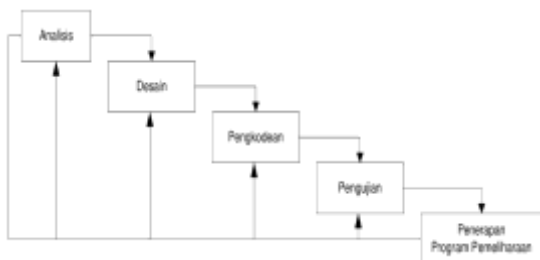 Analisis
Desain
Pengkodean
Pengujian
Penerapan
Program Pemeliharaan